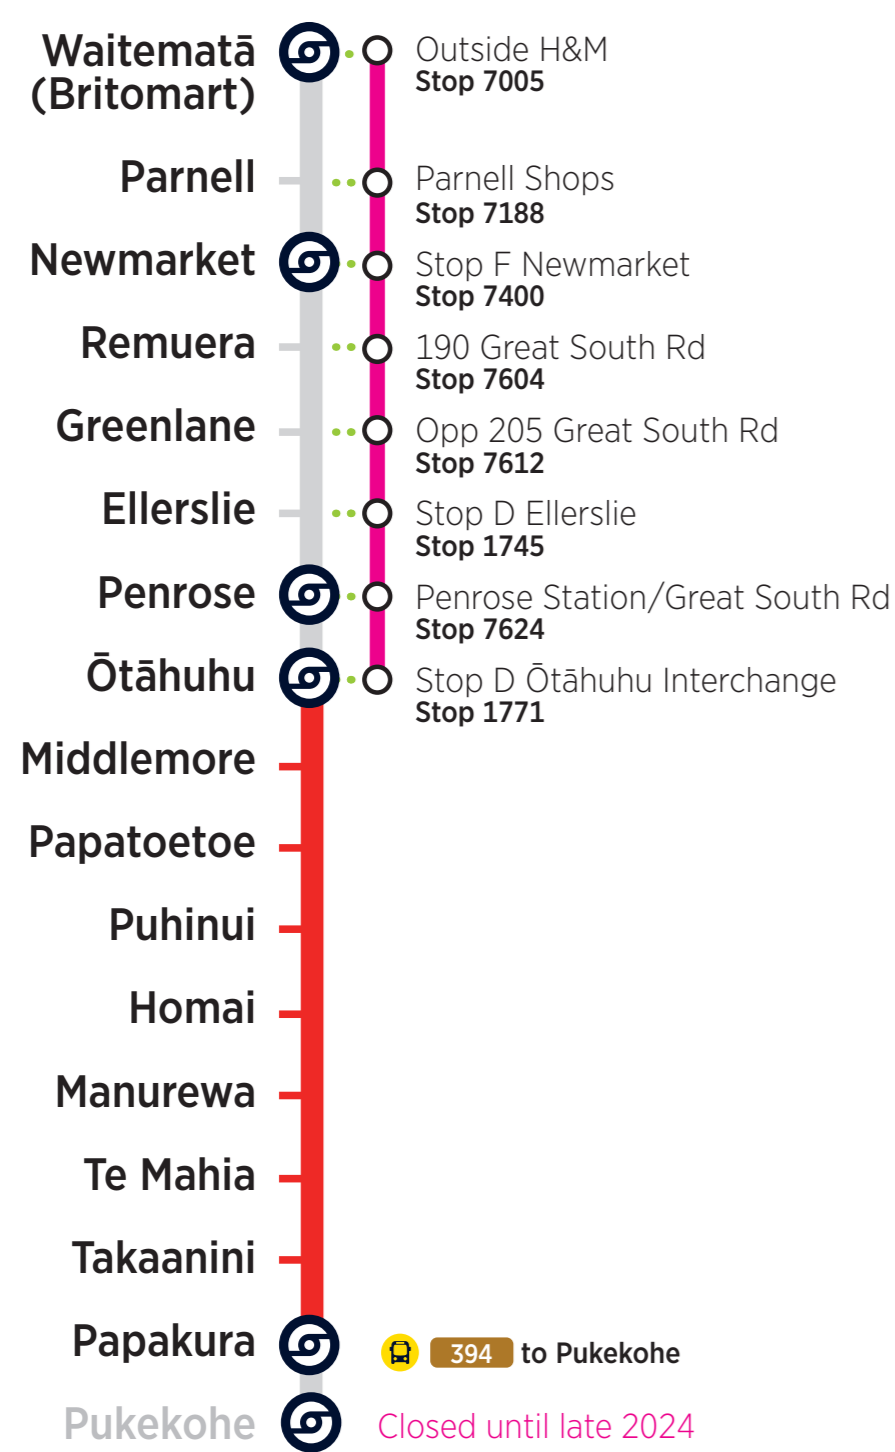 Waitematā
(Britomart)
Outside H&M
Stop 7005
Parnell
Parnell Shops
Stop 7188
Newmarket
Stop F Newmarket
Stop 7400
Remuera
190 Great South Rd
Stop 7604
Greenlane
Opp 205 Great South Rd
Stop 7612
Ellerslie
Stop D Ellerslie
Stop 1745
Penrose
Penrose Station/Great South Rd
Stop 7624
Ōtāhuhu
Stop D Ōtāhuhu Interchange
Stop 1771
Middlemore
Papatoetoe
Puhinui
Homai
Manurewa
Te Mahia
Takaanini
Papakura
394 to Pukekohe
Pukekohe
Closed until late 2024